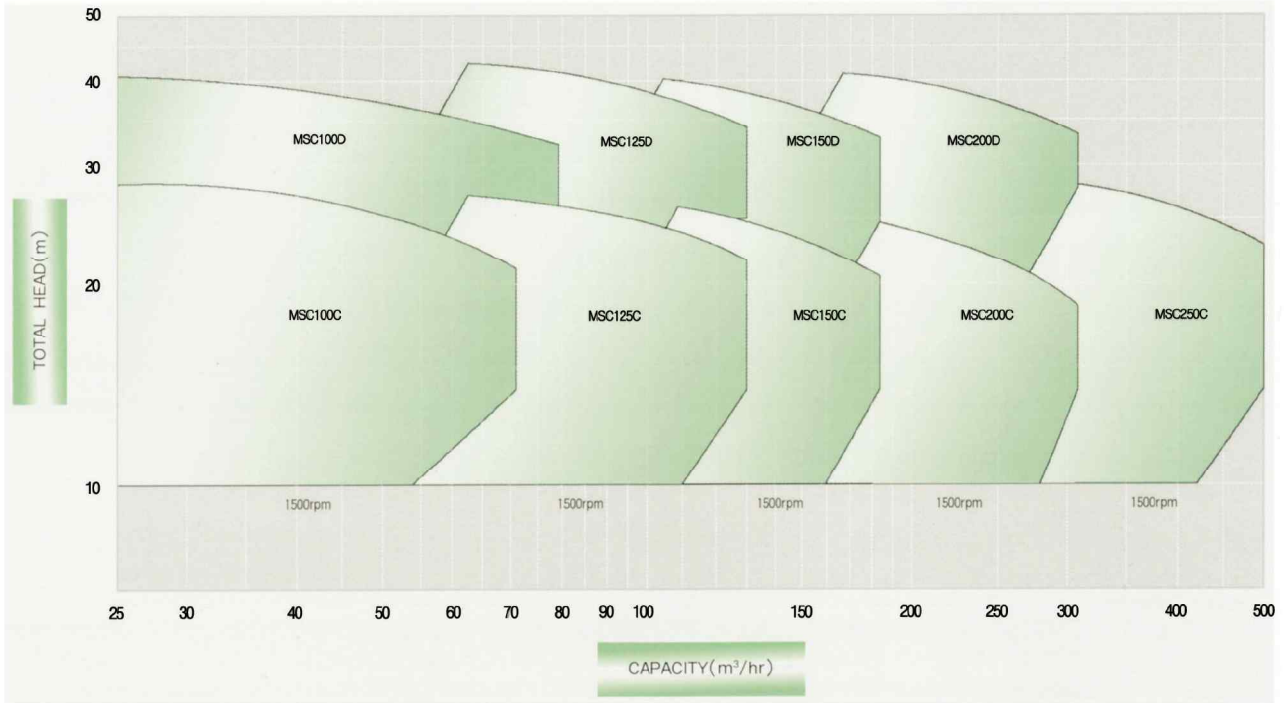 50
40
30
20
10
TOTAL HEAD(m)
MSC100D
MSC125D
MSC150D
MSC200D
MSC100C
MSC125C
MSC150C
MSC200C
MSC250C
1500rpm
1500rpm
1500rpm
1500rpm
1500rpm
25 30 40 50 60 70 80 90 100 150 200 250 300 400 500
CAPACITY(m³/hr)